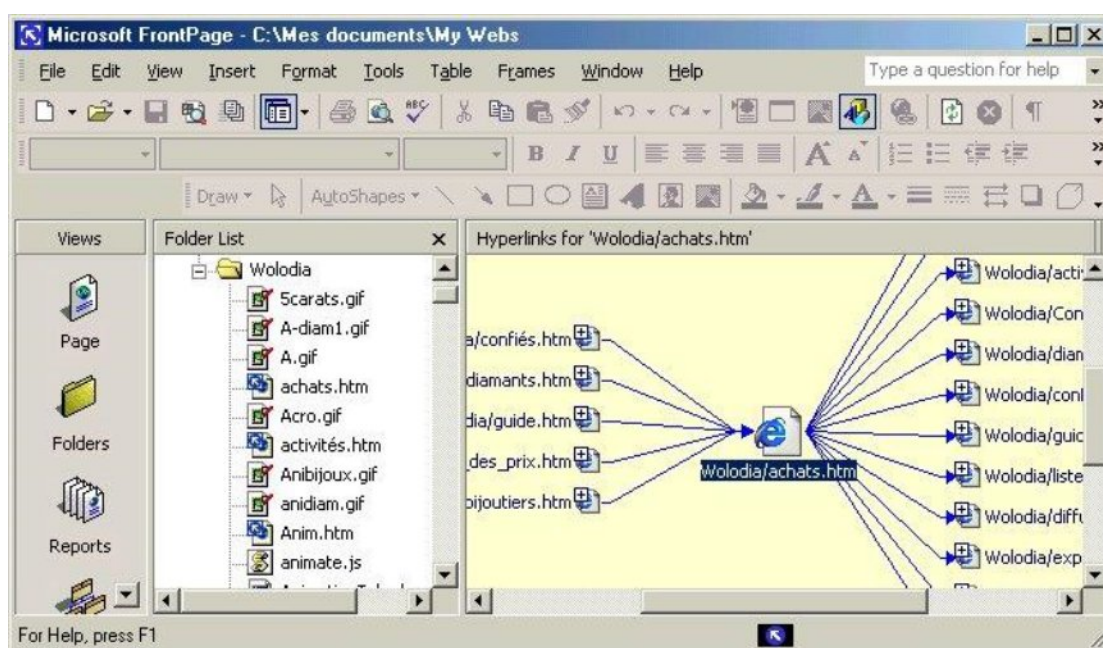 Microsoft FrontPage - C:\Mes documents\My Webs
File Edit View Insert Format Tools Table Frames Window Help Type a question for help
ABC
B I U A A
Draw AutoShapes A
Views
Page
Folders
Reports
Folder List
Wolodia
5carats.gif
A-diam1.gif
A.gif
achats.htm
Acro.gif
activités.htm
Anibijoux.gif
anidiam.gif
Anim.htm
animate.js
Hyperlinks for 'Wolodia/achats.htm'
a/confiés.htm
diamants.htm
dia/guide.htm
_des_prix.htm
bijoutiers.htm
Wolodia/achats.htm
Wolodia/acti
Wolodia/Con
Wolodia/dian
Wolodia/conf
Wolodia/guid
Wolodia/liste
Wolodia/diffu
Wolodia/exp
For Help, press F1